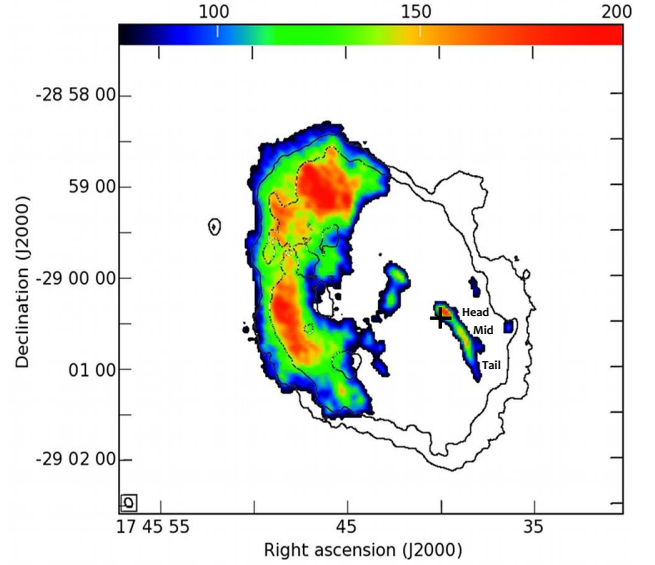 100 150 200
-28 58 00
59 00
-29 00 00
01 00
-29 02 00
Declination (J2000)
Head
Mid
Tail
17 45 55 45 35
Right ascension (J2000)